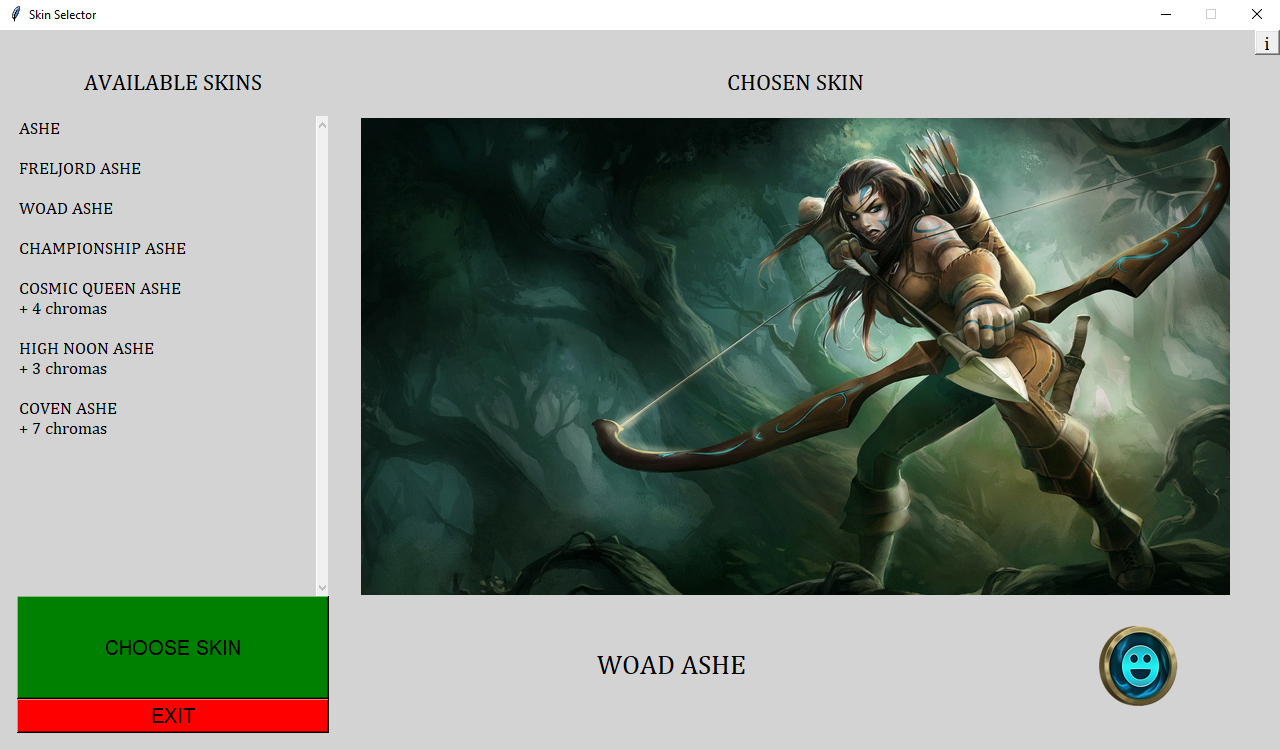 Skin Selector
i
AVAILABLE SKINS
CHOSEN SKIN
ASHE
FRELJORD ASHE
WOAD ASHE
CHAMPIONSHIP ASHE
COSMIC QUEEN ASHE
+ 4 chromas
HIGH NOON ASHE
+ 3 chromas
COVEN ASHE
+ 7 chromas
CHOOSE SKIN
EXIT
WOAD ASHE